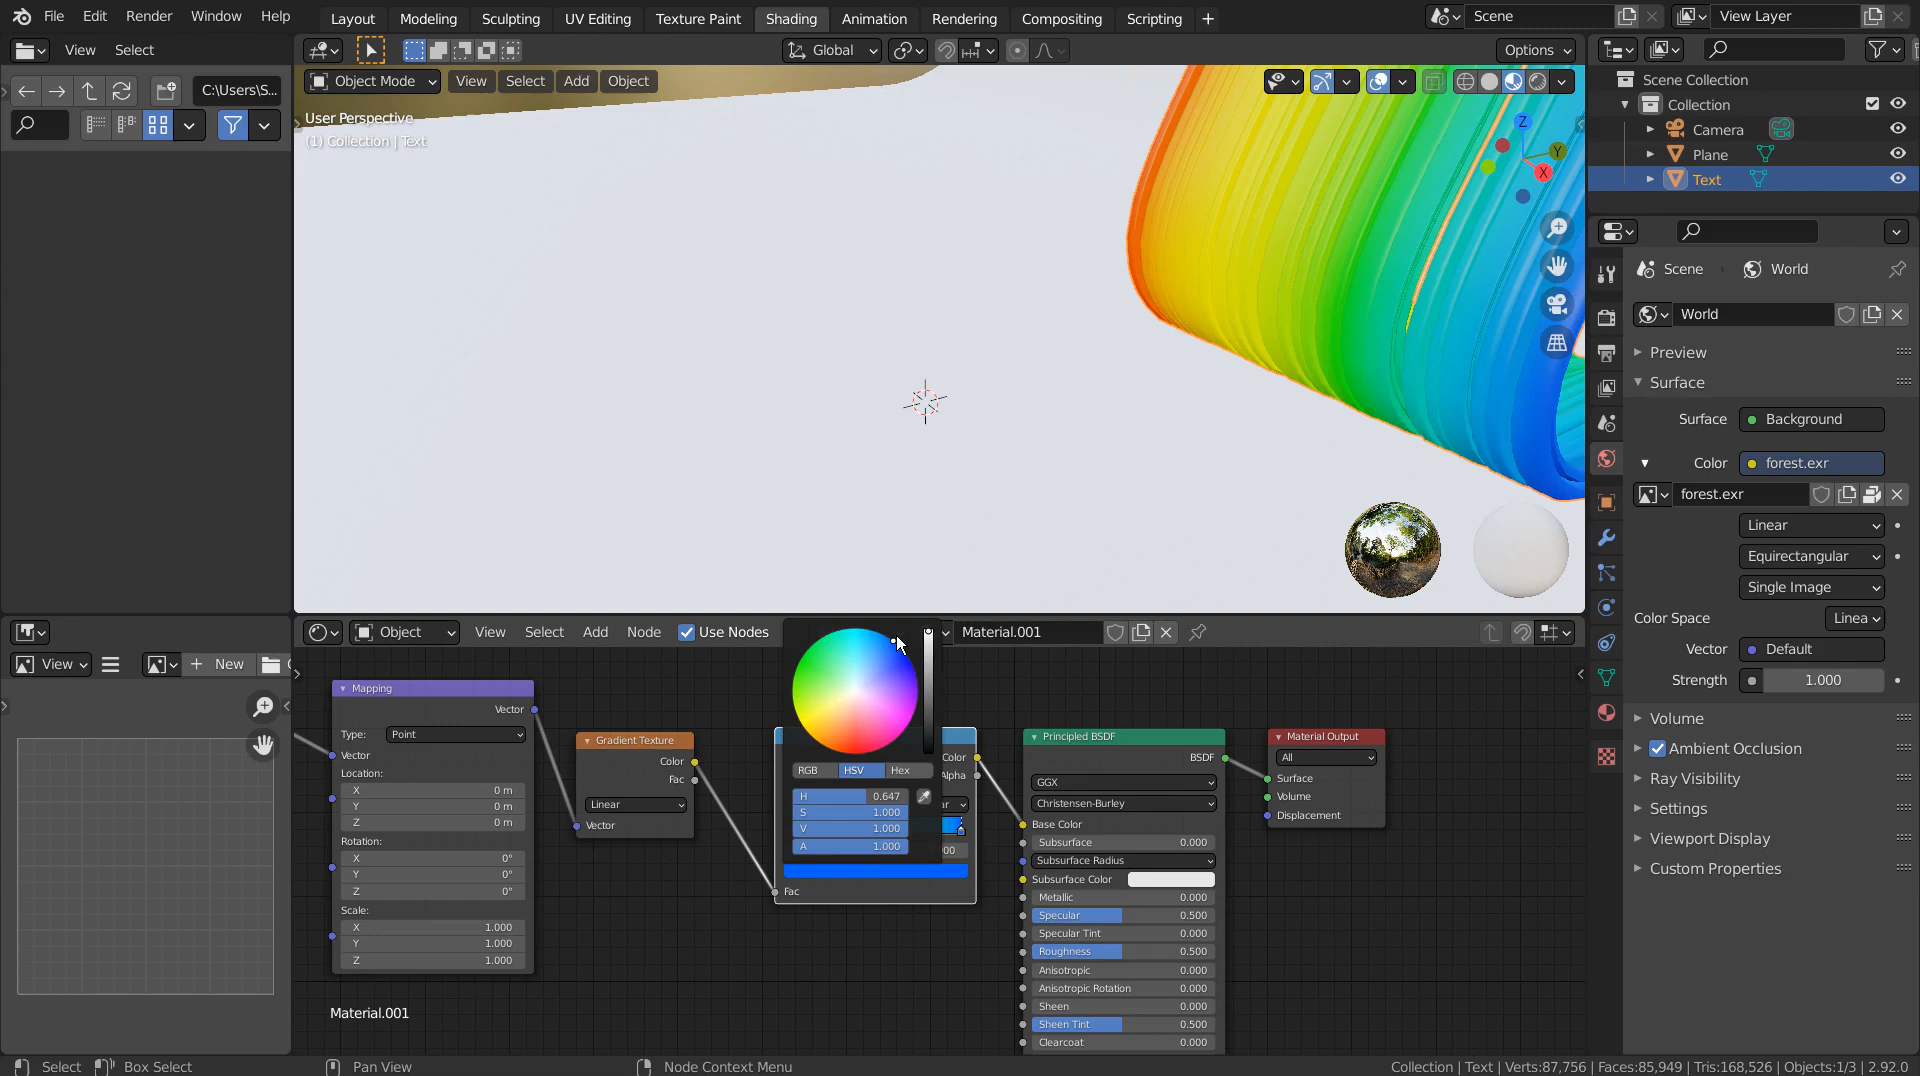 File Edit Render Window Help
Layout Modeling Sculpting UV Editing Texture Paint Shading Animation Rendering Compositing Scripting +
Scene
View Layer
View Select
Global
Options
C:\Users\S...
Object Mode View Select Add Object
User Perspective
(1) Collection | Text
Z
Y
X
Scene Collection
Collection
Camera
Plane
Text
Scene World
World
Preview
Surface
Surface Background
Color forest.exr
forest.exr
Linear
Equirectangular
Single Image
Color Space Linea
Vector Default
Strength 1.000
Volume
Ambient Occlusion
Ray Visibility
Settings
Viewport Display
Custom Properties
View + New
Object View Select Add Node Use Nodes
Material.001
Mapping
Vector
Type: Point
Vector
Location:
X 0 m
Y 0 m
Z 0 m
Rotation:
X 0°
Y 0°
Z 0°
Scale:
X 1.000
Y 1.000
Z 1.000
Gradient Texture
Color
Fac
Linear
Vector
RGB HSV Hex
H 0.647
S 1.000
V 1.000
A 1.000
Color
Alpha
Fac
Principled BSDF
BSDF
GGX
Christensen-Burley
Base Color
Subsurface 0.000
Subsurface Radius
Subsurface Color
Metallic 0.000
Specular 0.500
Specular Tint 0.000
Roughness 0.500
Anisotropic 0.000
Anisotropic Rotation 0.000
Sheen 0.000
Sheen Tint 0.500
Clearcoat 0.000
Material Output
All
Surface
Volume
Displacement
Material.001
Select Box Select Pan View Node Context Menu
Collection | Text | Verts:87,756 | Faces:85,949 | Tris:168,526 | Objects:1/3 | 2.92.0